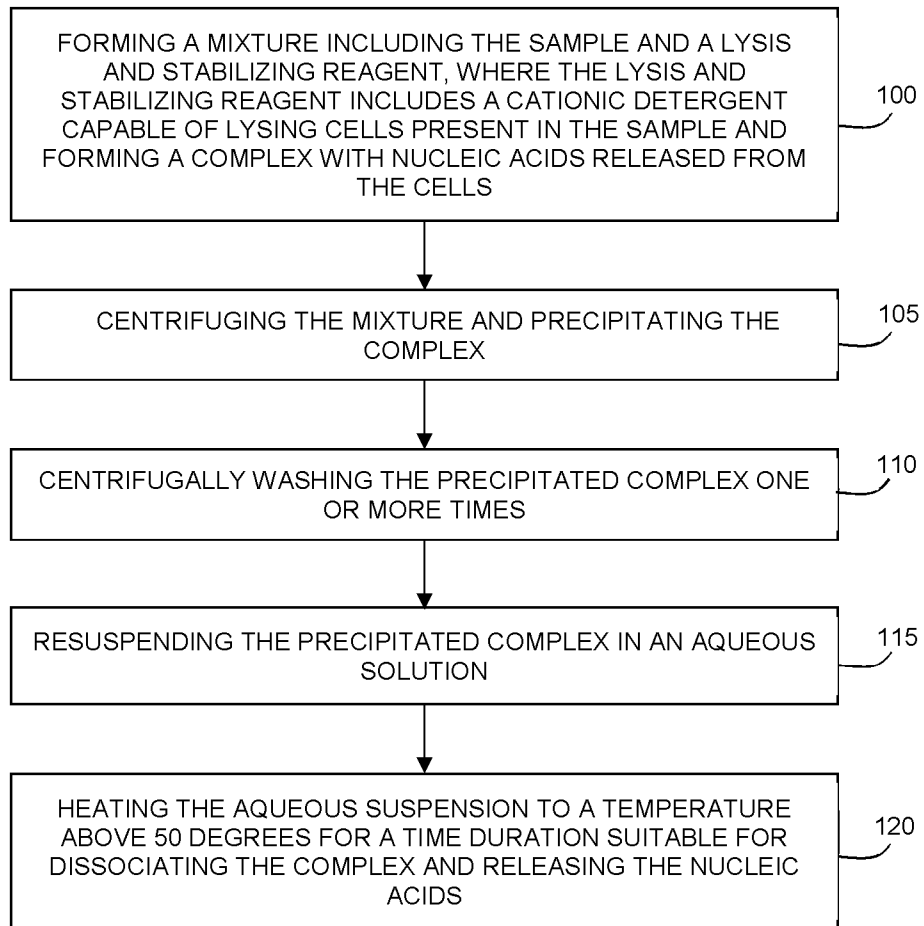 FORMING A MIXTURE INCLUDING THE SAMPLE AND A LYSIS
AND STABILIZING REAGENT, WHERE THE LYSIS AND
STABILIZING REAGENT INCLUDES A CATIONIC DETERGENT
CAPABLE OF LYSING CELLS PRESENT IN THE SAMPLE AND
FORMING A COMPLEX WITH NUCLEIC ACIDS RELEASED FROM
THE CELLS
100
CENTRIFUGING THE MIXTURE AND PRECIPITATING THE
COMPLEX
105
CENTRIFUGALLY WASHING THE PRECIPITATED COMPLEX ONE
OR MORE TIMES
110
RESUSPENDING THE PRECIPITATED COMPLEX IN AN AQUEOUS
SOLUTION
115
HEATING THE AQUEOUS SUSPENSION TO A TEMPERATURE
ABOVE 50 DEGREES FOR A TIME DURATION SUITABLE FOR
DISSOCIATING THE COMPLEX AND RELEASING THE NUCLEIC
ACIDS
120